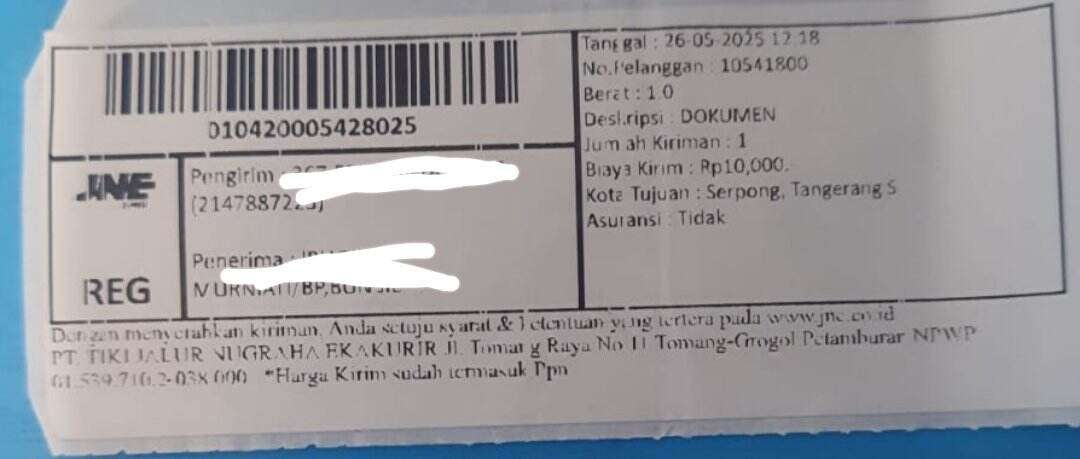 010420005428025
JNE
REG
Pengirim
Penerima :
Tanggal : 26-05-2025 12:18
No.Pelanggan : 10541800
Berat : 1.0
Deskripsi : DOKUMEN
Jumlah Kiriman : 1
Biaya Kirim : Rp10,000.-
Kota Tujuan : Serpong, Tangerang S
Asuransi : Tidak
Dengan menyerahkan kiriman, Anda setuju syarat & Ketentuan yang tertera pada www.jne.co.id
PT. TIKI JALUR NUGRAHA EKAKURIR Jl. Tomang Raya No 11 Tomang-Grogol Petamburan NPWP
01.539.716.2-038.000 *Harga Kirim sudah termasuk Ppn